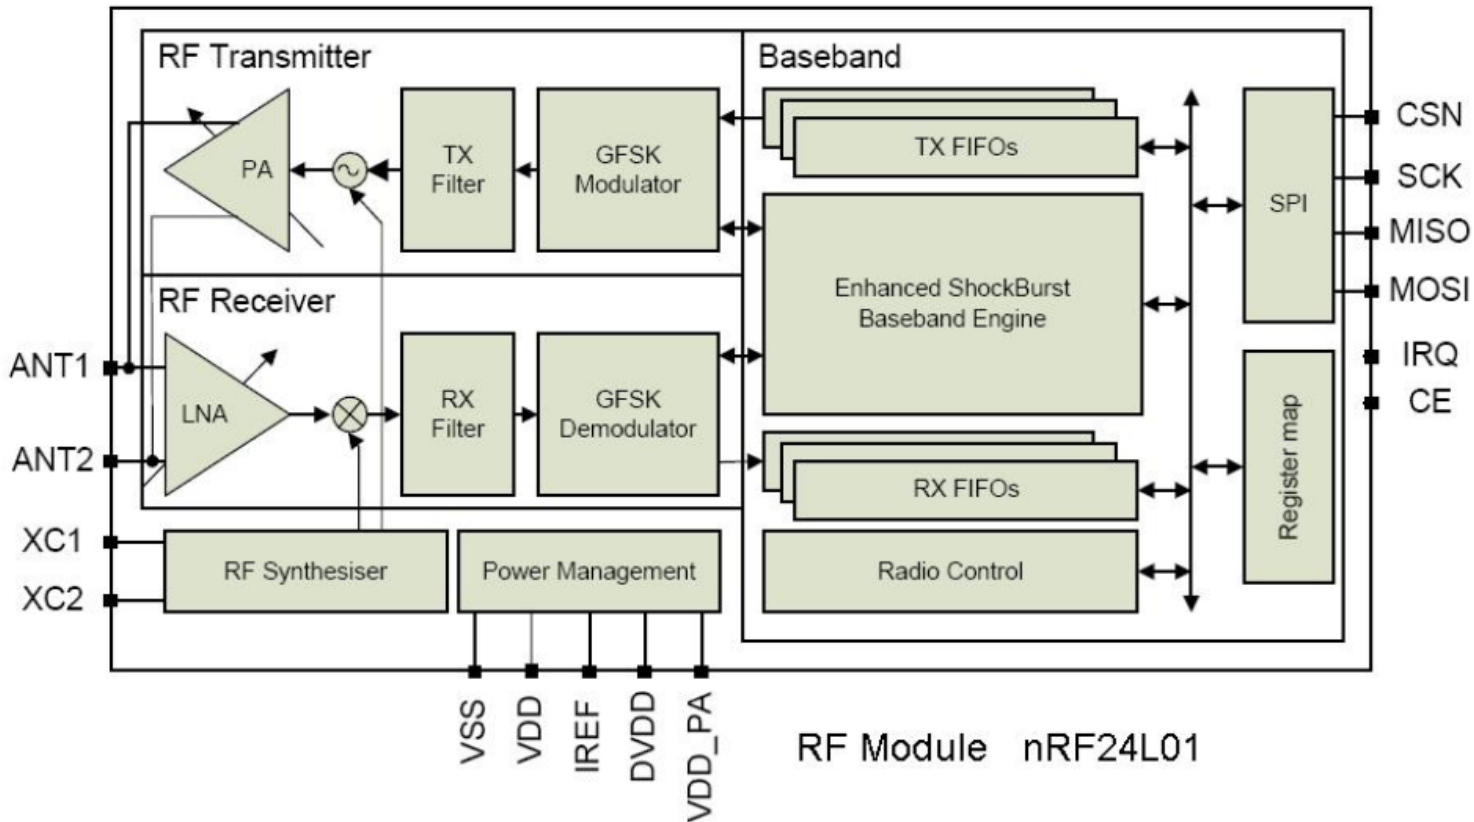 RF Transmitter
Baseband
PA
TX
Filter
GFSK
Modulator
TX FIFOs
SPI
CSN
SCK
MISO
MOSI
IRQ
CE
Enhanced ShockBurst
Baseband Engine
RF Receiver
ANT1
ANT2
LNA
RX
Filter
GFSK
Demodulator
RX FIFOs
Register map
XC1
XC2
RF Synthesiser
Power Management
Radio Control
VSS
VDD
IREF
DVDD
VDD_PA
RF Module nRF24L01